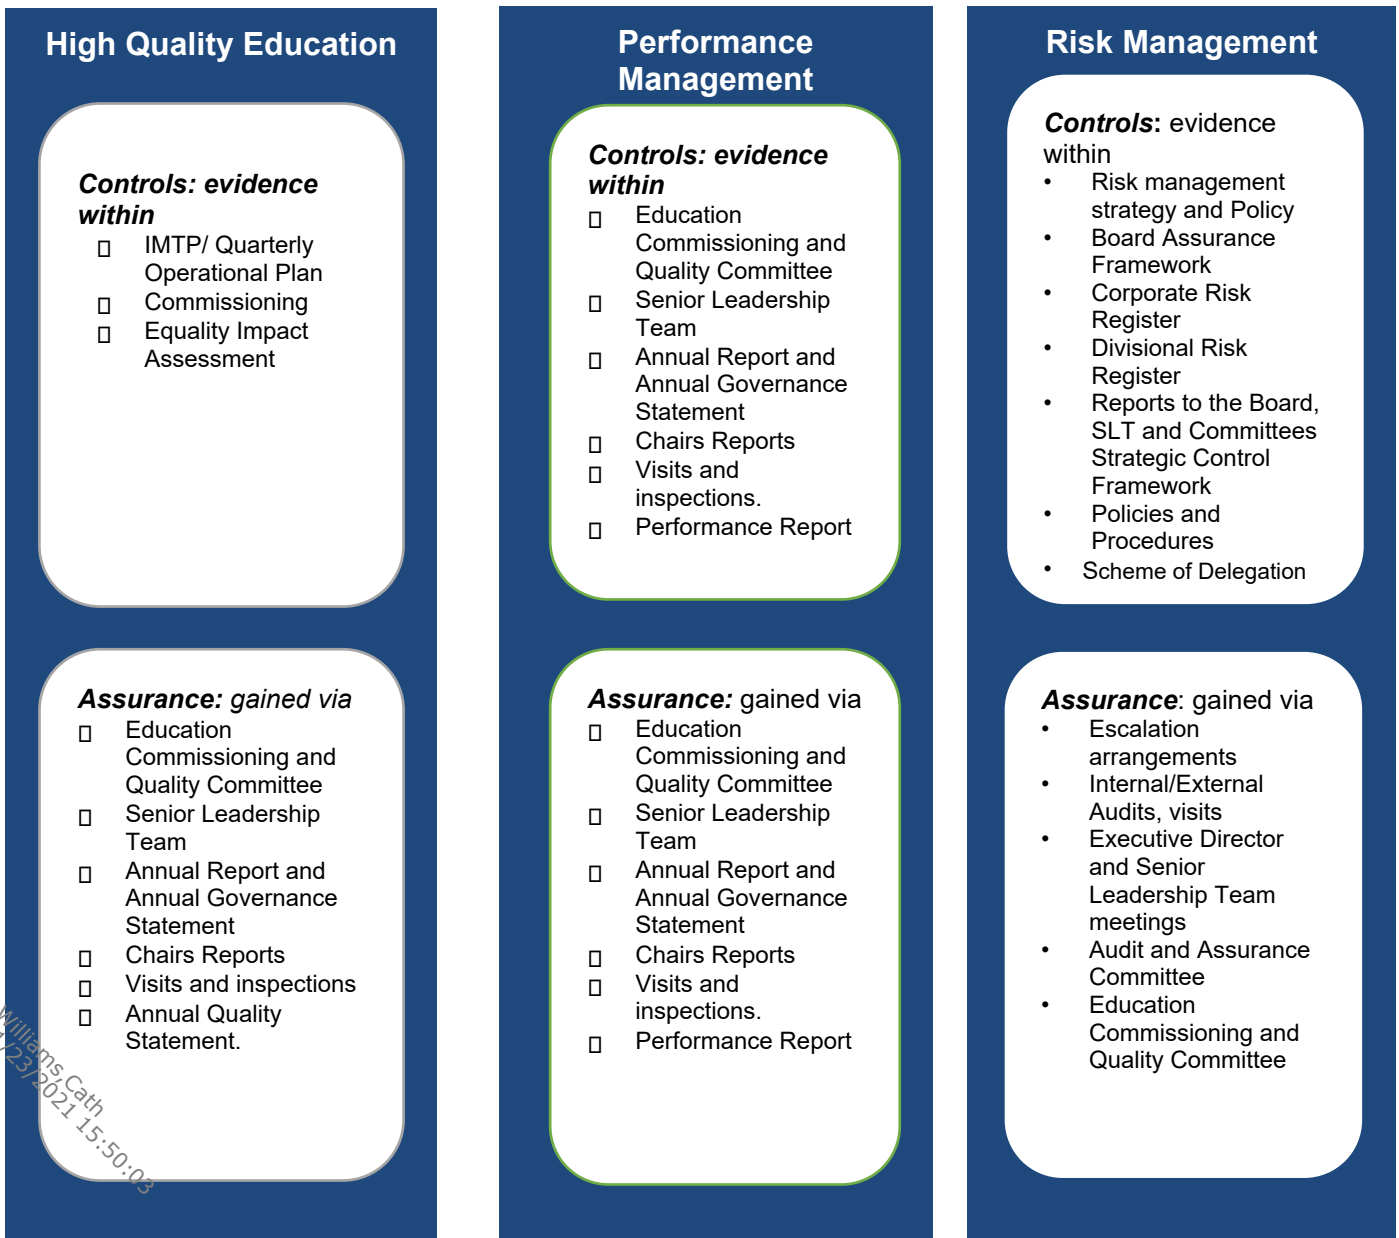 High Quality Education
Controls: evidence
within
▯ IMTP/ Quarterly
Operational Plan
▯ Commissioning
▯ Equality Impact
Assessment
Assurance: gained via
▯ Education
Commissioning and
Quality Committee
▯ Senior Leadership
Team
▯ Annual Report and
Annual Governance
Statement
▯ Chairs Reports
▯ Visits and inspections
▯ Annual Quality
Statement.
Performance
Management
Controls: evidence
within
▯ Education
Commissioning and
Quality Committee
▯ Senior Leadership
Team
▯ Annual Report and
Annual Governance
Statement
▯ Chairs Reports
▯ Visits and
inspections.
▯ Performance Report
Assurance: gained via
▯ Education
Commissioning and
Quality Committee
▯ Senior Leadership
Team
▯ Annual Report and
Annual Governance
Statement
▯ Chairs Reports
▯ Visits and
inspections.
▯ Performance Report
Risk Management
Controls: evidence
within
• Risk management
strategy and Policy
• Board Assurance
Framework
• Corporate Risk
Register
• Divisional Risk
Register
• Reports to the Board,
SLT and Committees
Strategic Control
Framework
• Policies and
Procedures
• Scheme of Delegation
Assurance: gained via
• Escalation
arrangements
• Internal/External
Audits, visits
• Executive Director
and Senior
Leadership Team
meetings
• Audit and Assurance
Committee
• Education
Commissioning and
Quality Committee
Williams,Cath
1/23/2021 15:50:03